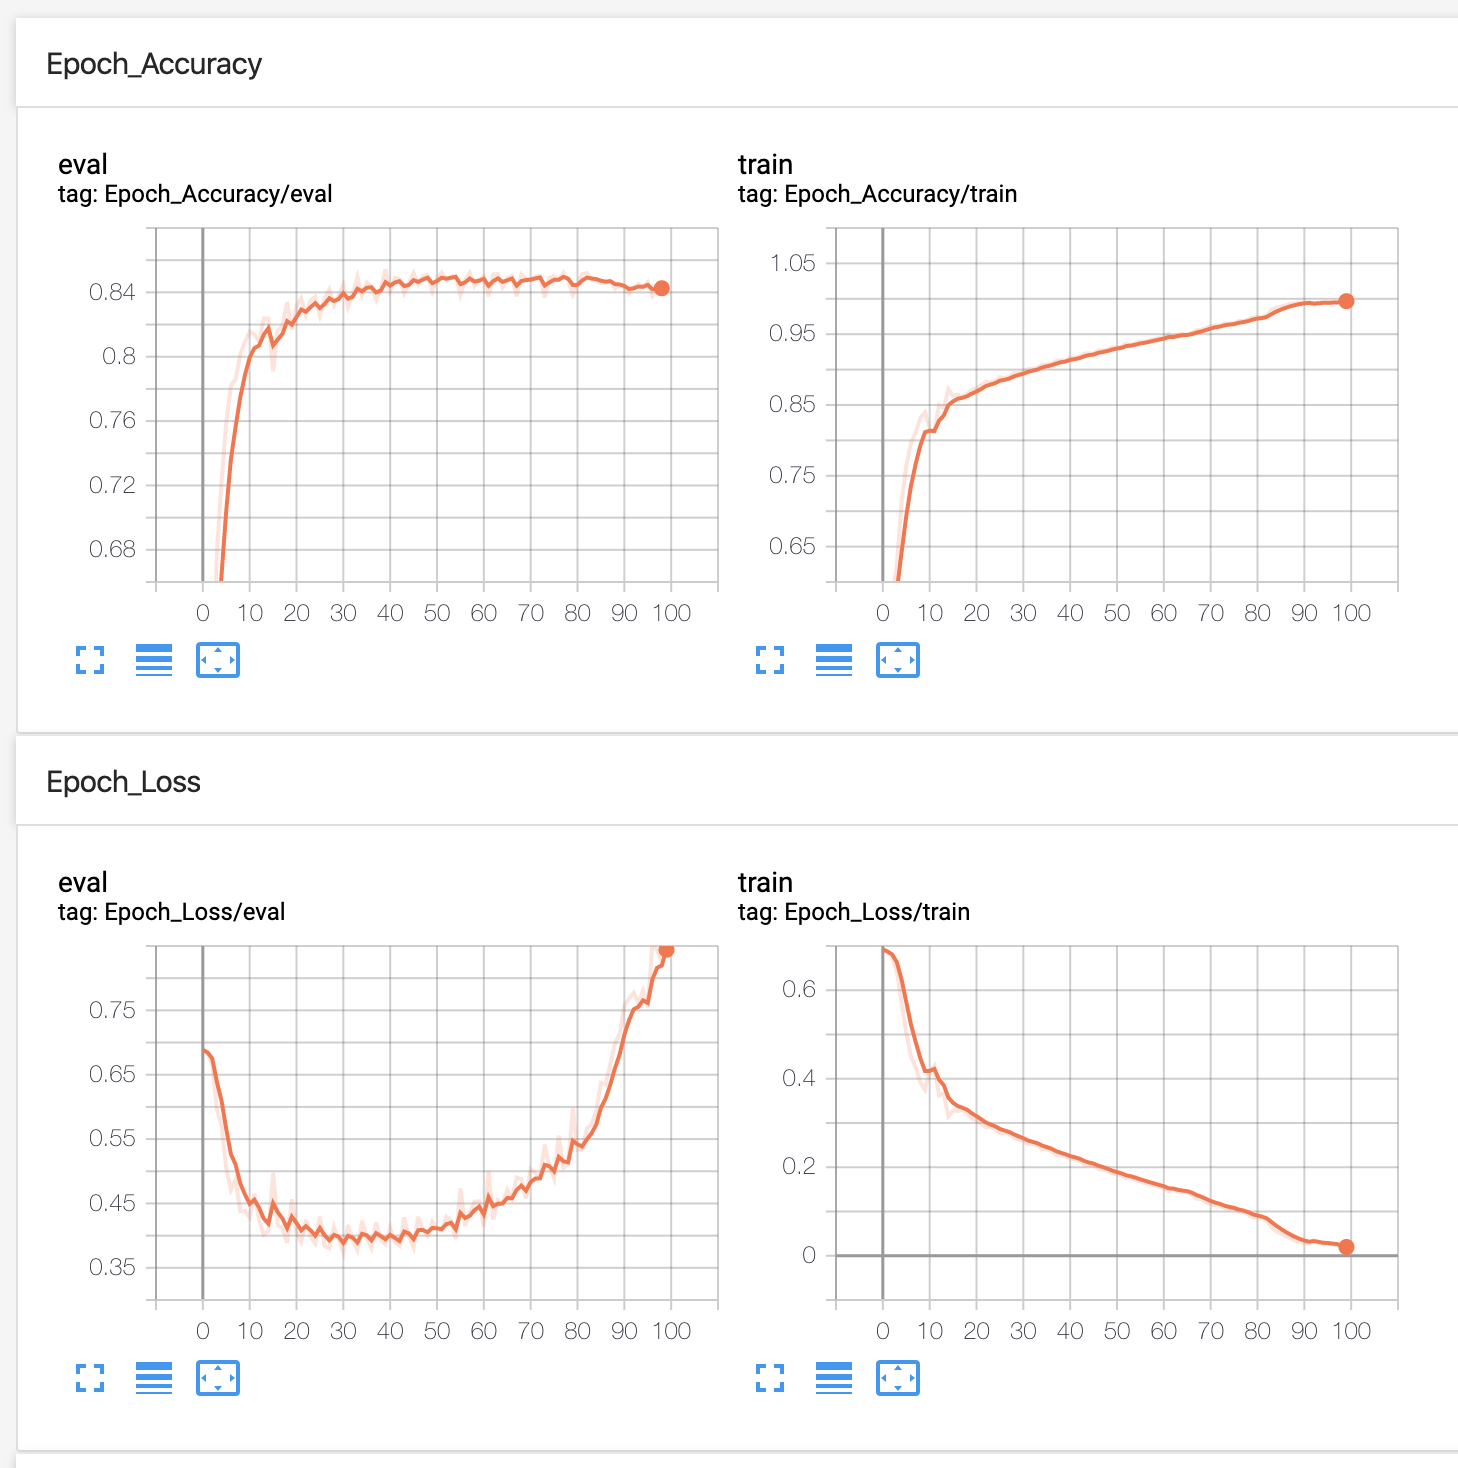 Epoch_Accuracy
eval
tag: Epoch_Accuracy/eval
0.84
0.8
0.76
0.72
0.68
0 10 20 30 40 50 60 70 80 90 100
train
tag: Epoch_Accuracy/train
1.05
0.95
0.85
0.75
0.65
0 10 20 30 40 50 60 70 80 90 100
Epoch_Loss
eval
tag: Epoch_Loss/eval
0.75
0.65
0.55
0.45
0.35
0 10 20 30 40 50 60 70 80 90 100
train
tag: Epoch_Loss/train
0.6
0.4
0.2
0
0 10 20 30 40 50 60 70 80 90 100